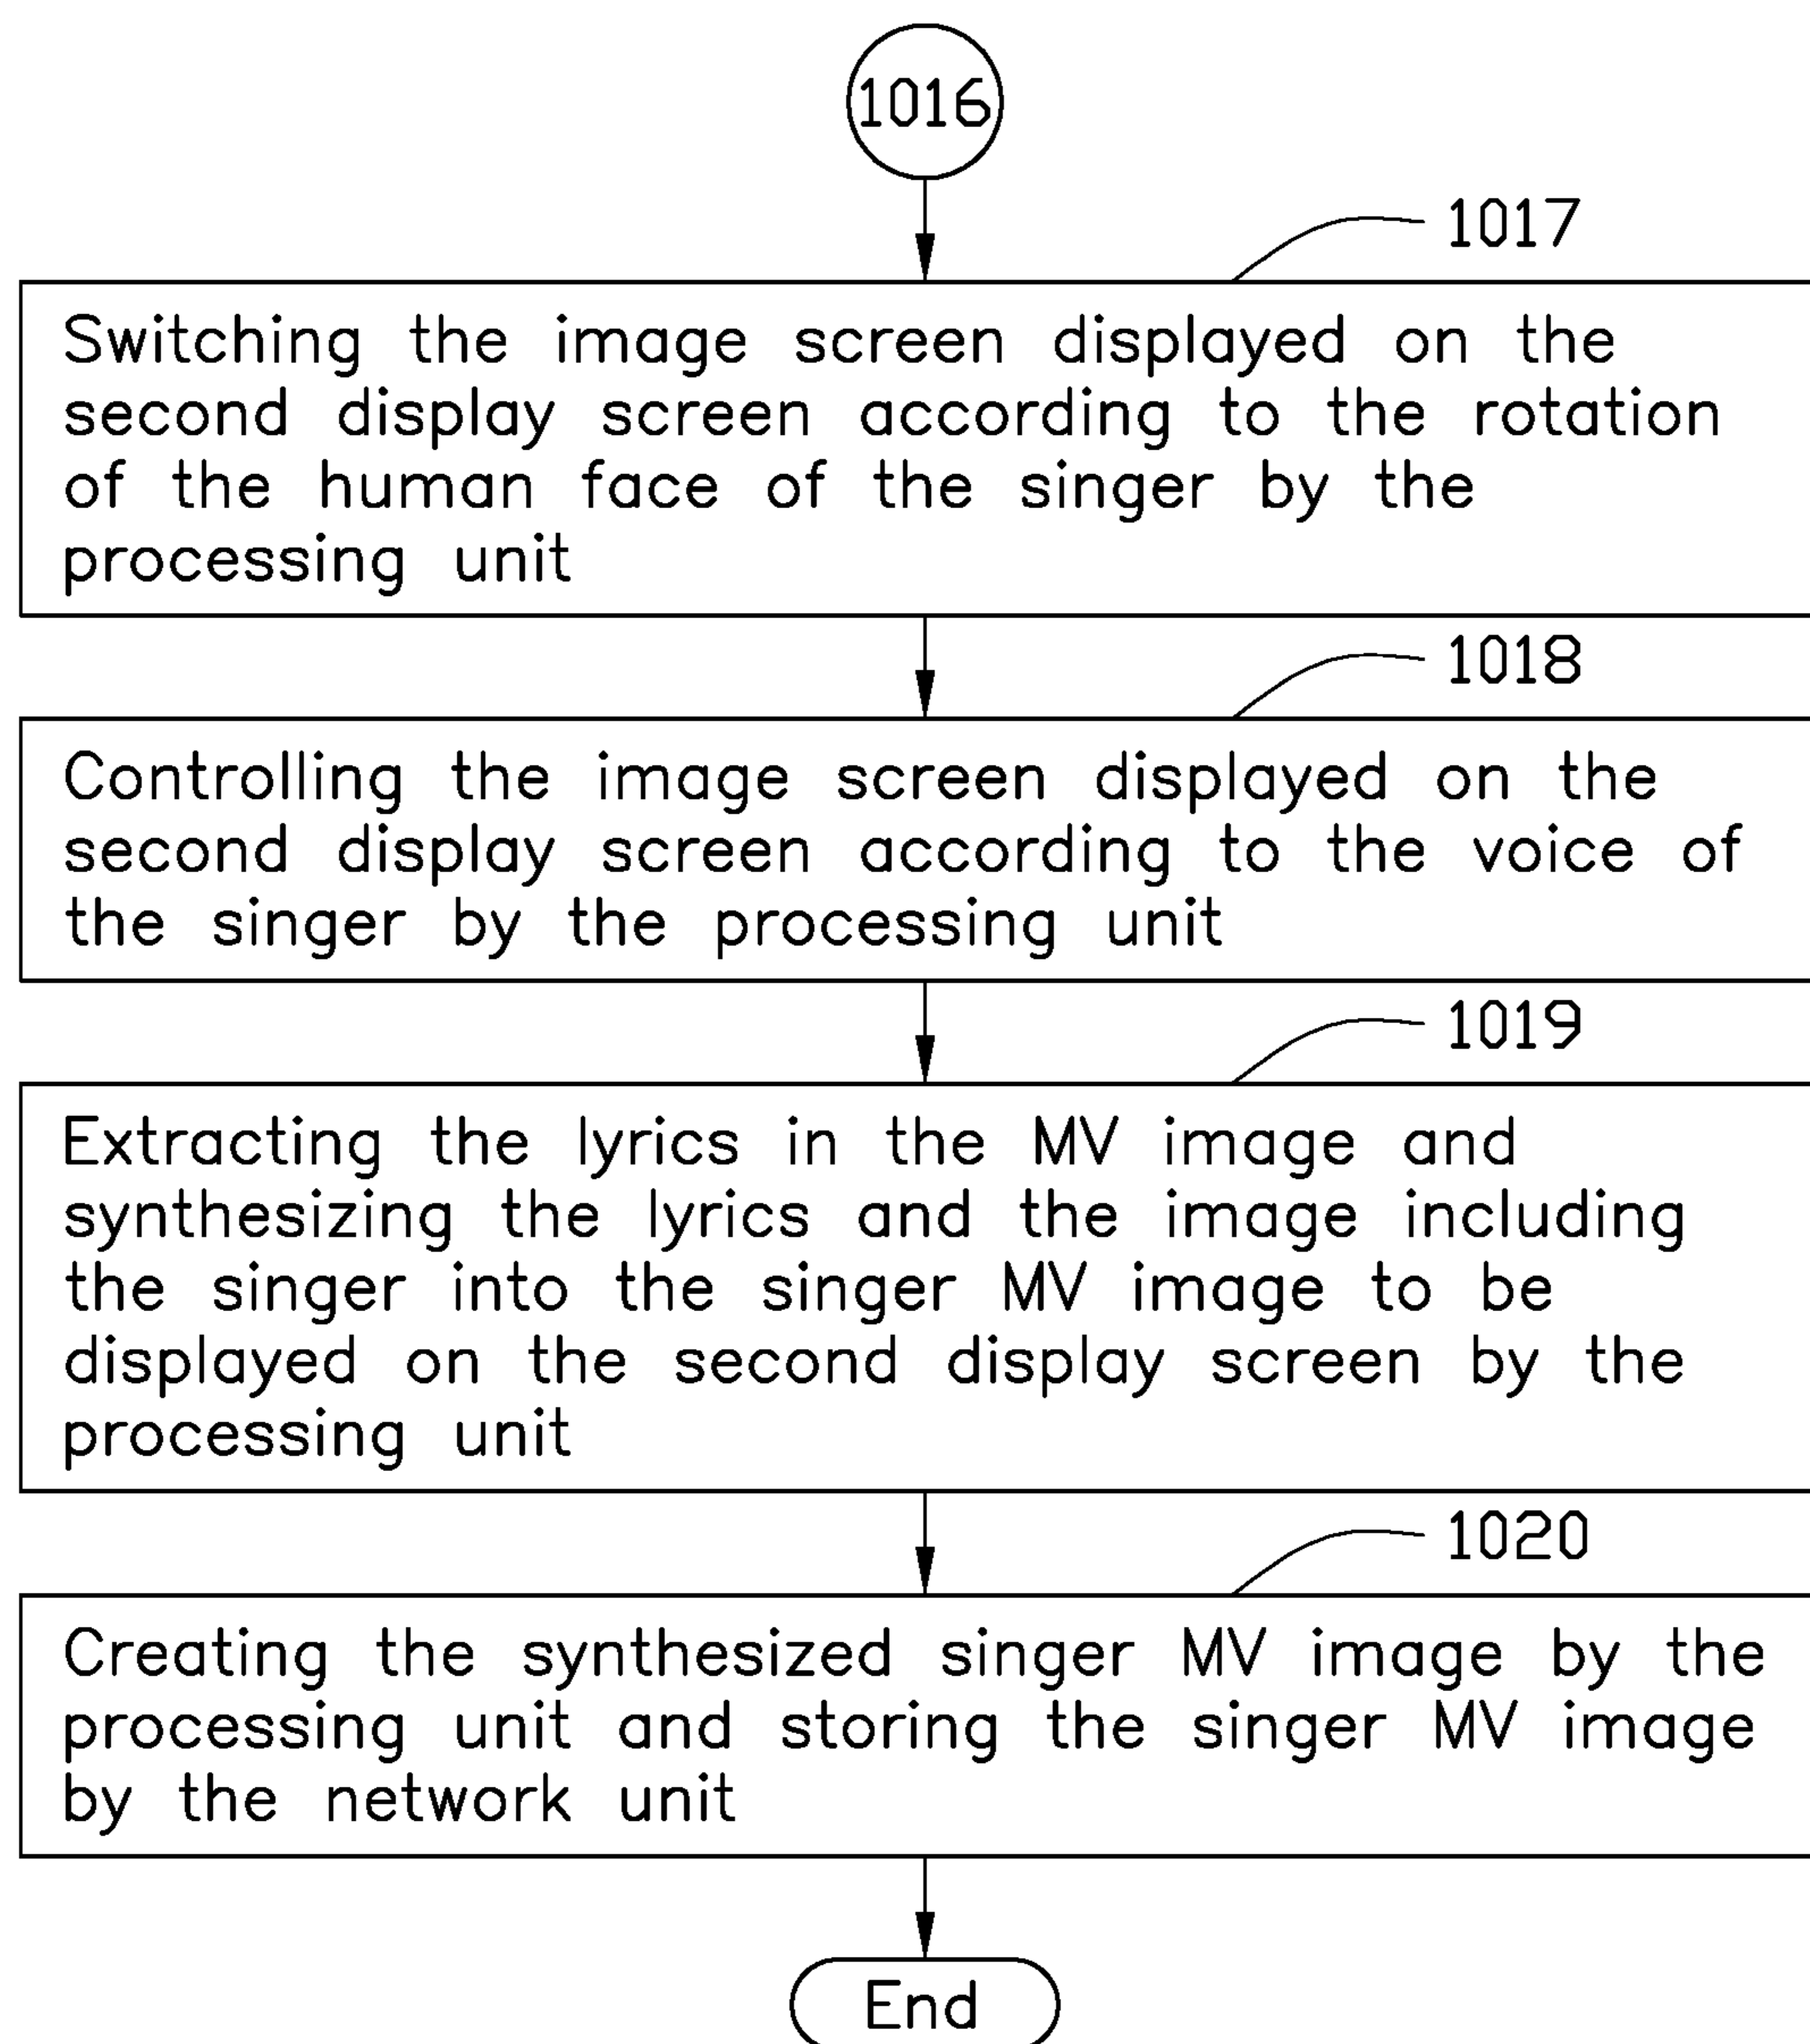 1016
1017
Switching the image screen displayed on the
second display screen according to the rotation
of the human face of the singer by the
processing unit
1018
Controlling the image screen displayed on the
second display screen according to the voice of
the singer by the processing unit
1019
Extracting the lyrics in the MV image and
synthesizing the lyrics and the image including
the singer into the singer MV image to be
displayed on the second display screen by the
processing unit
1020
Creating the synthesized singer MV image by the
processing unit and storing the singer MV image
by the network unit
End